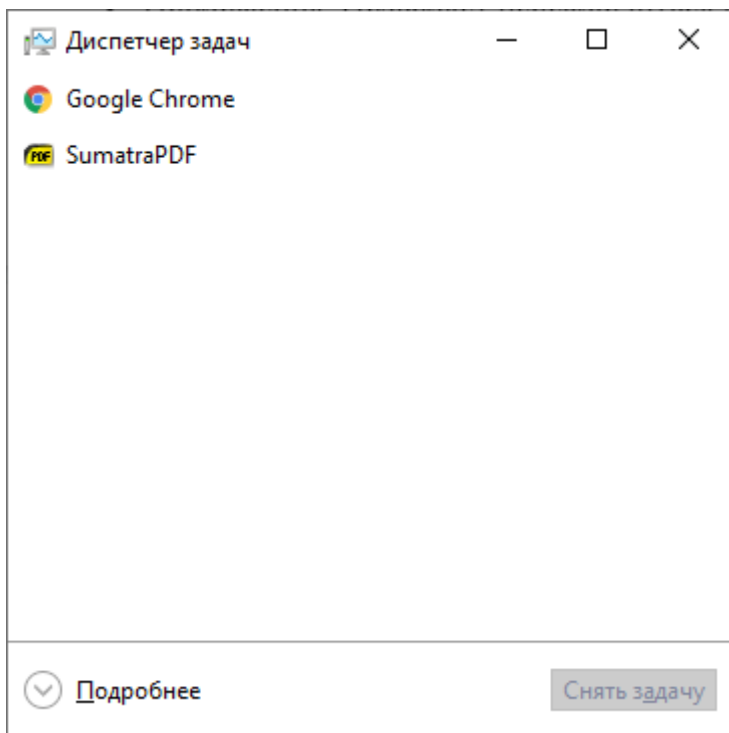 Диспетчер задач
Google Chrome
PDF SumatraPDF
Подробнее
Снять задачу